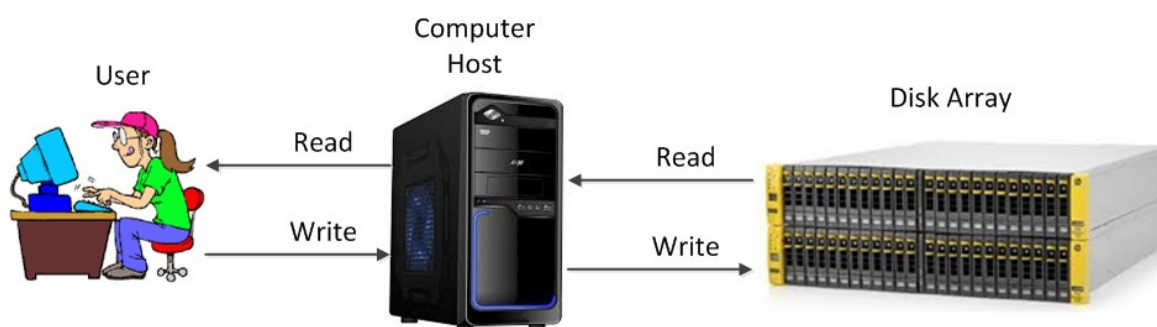 User
Computer
Host
Disk Array
Read
Write
Read
Write